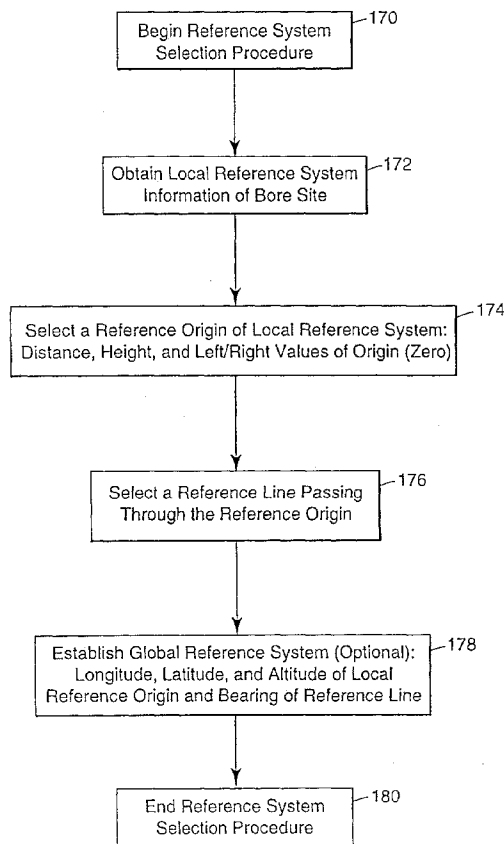 Begin Reference System
Selection Procedure
170
Obtain Local Reference System
Information of Bore Site
172
Select a Reference Origin of Local Reference System:
Distance, Height, and Left/Right Values of Origin (Zero)
174
Select a Reference Line Passing
Through the Reference Origin
176
Establish Global Reference System (Optional):
Longitude, Latitude, and Altitude of Local
Reference Origin and Bearing of Reference Line
178
End Reference System
Selection Procedure
180